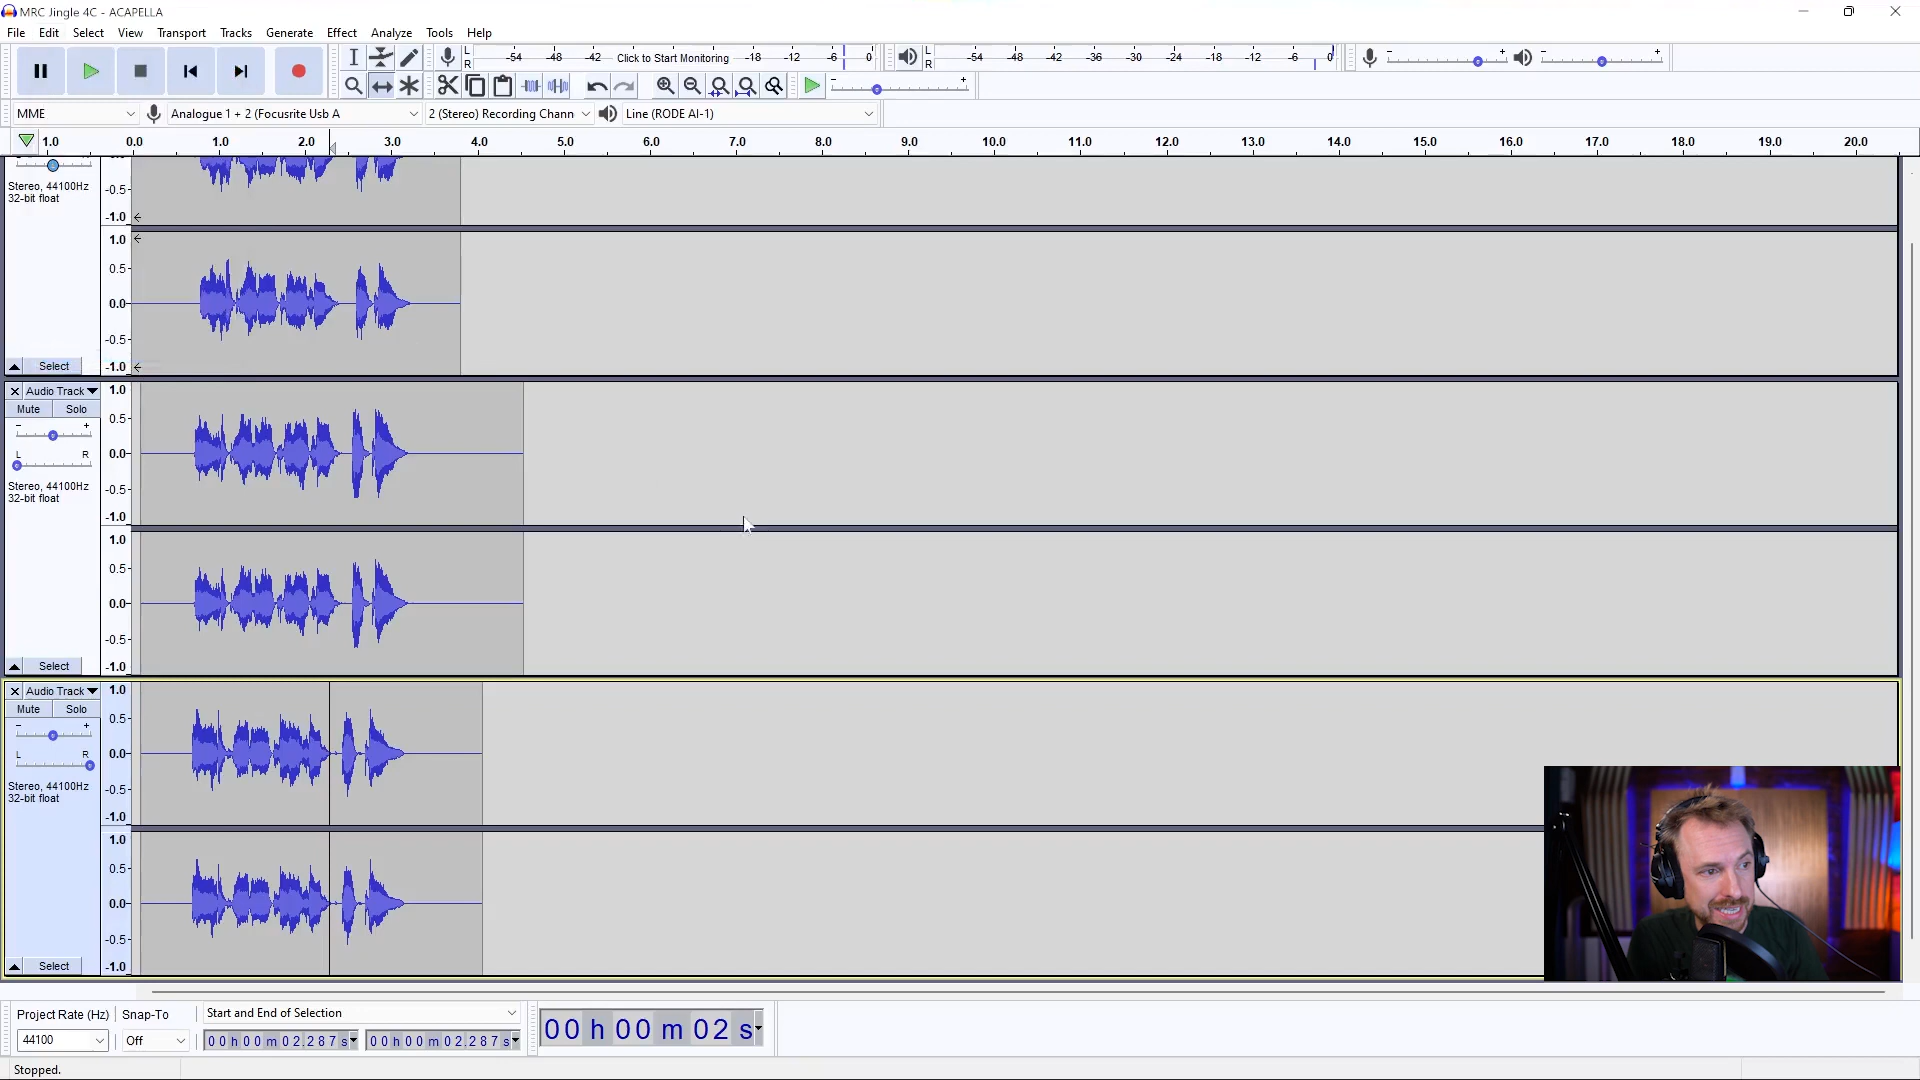 MRC Jingle 4C - ACAPELLA
File Edit Select View Transport Tracks Generate Effect Analyze Tools Help
L -54 -48 -42 Click to Start Monitoring -18 -12 -6 0 L -54 -48 -42 -36 -30 -24 -18 -12 -6 0 - + - +
R R
- +
MME Analogue 1 + 2 (Focusrite Usb A 2 (Stereo) Recording Chann Line (RODE AI-1)
1.0 0.0 1.0 2.0 3.0 4.0 5.0 6.0 7.0 8.0 9.0 10.0 11.0 12.0 13.0 14.0 15.0 16.0 17.0 18.0 19.0 20.0
Stereo, 44100Hz -0.5
32-bit float
-1.0
1.0
0.5
0.0
-0.5
Select -1.0
Audio Track 1.0
Mute Solo
- + 0.5
L R 0.0
Stereo, 44100Hz -0.5
32-bit float
-1.0
1.0
0.5
0.0
-0.5
Select -1.0
Audio Track 1.0
Mute Solo
- + 0.5
L R 0.0
Stereo, 44100Hz -0.5
32-bit float
-1.0
1.0
0.5
0.0
-0.5
Select -1.0
Project Rate (Hz) Snap-To Start and End of Selection
44100 Off 00h00m02.287s 00h00m02.287s 00 h 00 m 02 s
Stopped.